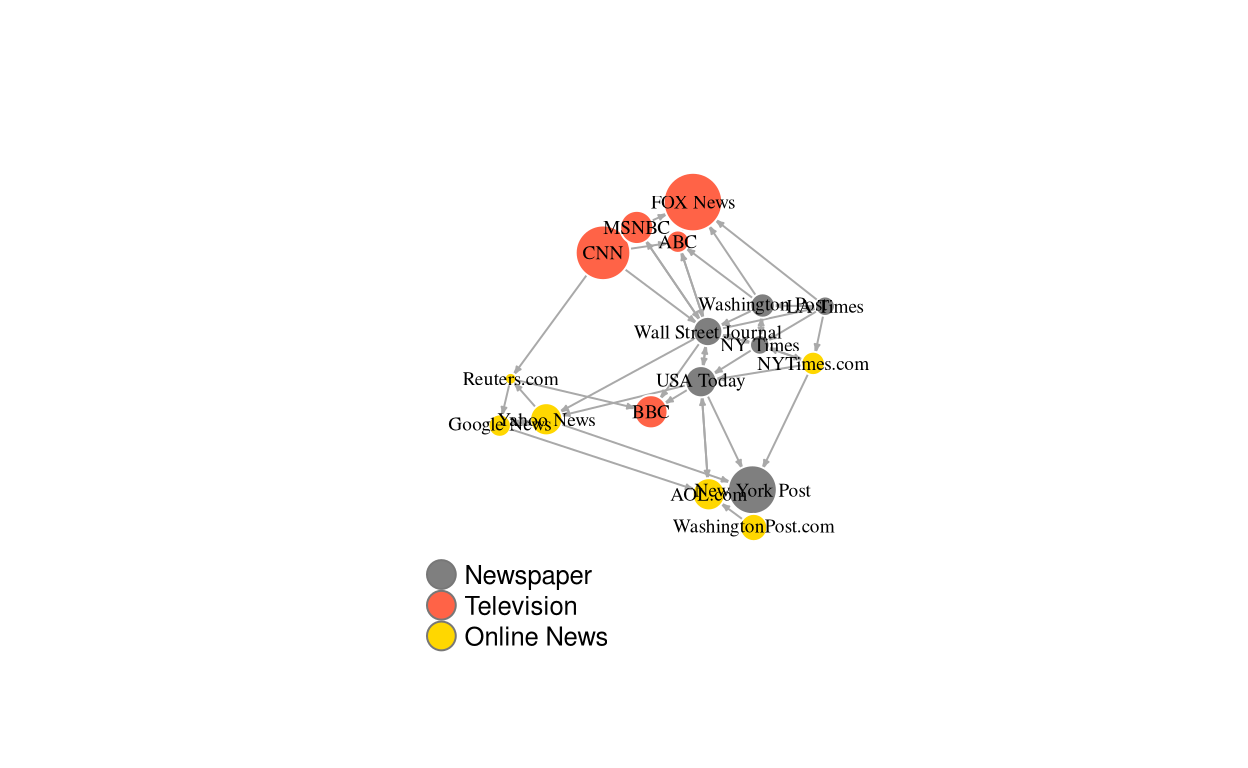 FOX News
MSNBC
ABC
CNN
Washington Post
LA Times
Wall Street Journal
NY Times
NYTimes.com
Reuters.com
USA Today
BBC
Yahoo News
Google News
New York Post
AOL.com
WashingtonPost.com
Newspaper
Television
Online News